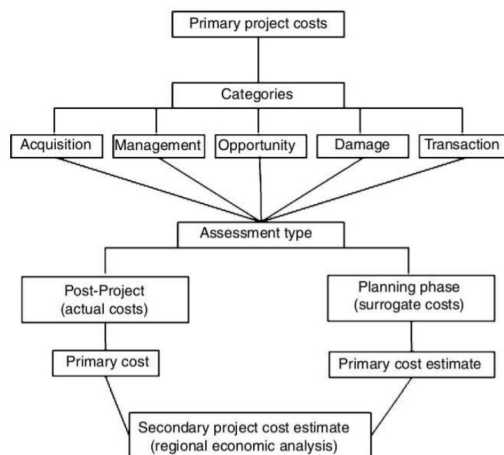 Primary project costs
Categories
Acquisition
Management
Opportunity
Damage
Transaction
Assessment type
Post-Project
(actual costs)
Planning phase
(surrogate costs)
Primary cost
Primary cost estimate
Secondary project cost estimate
(regional economic analysis)